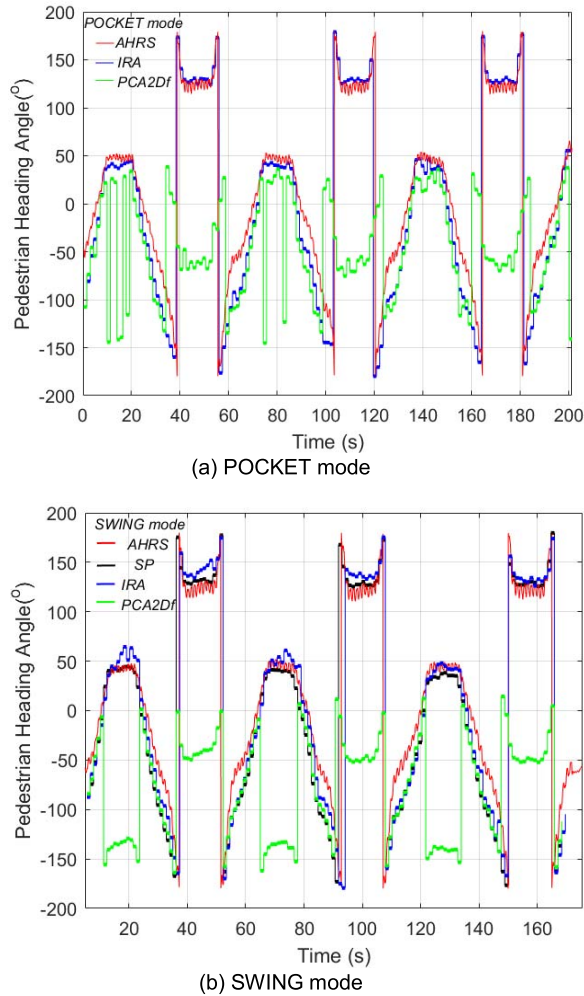 POCKET mode
AHRS
IRA
PCA2Df
Pedestrian Heading Angle(°)
200
150
100
50
0
-50
-100
-150
-200
0 20 40 60 80 100 120 140 160 180 200
Time (s)
(a) POCKET mode
SWING mode
AHRS
SP
IRA
PCA2Df
Pedestrian Heading Angle(°)
200
150
100
50
0
-50
-100
-150
-200
20 40 60 80 100 120 140 160
Time (s)
(b) SWING mode